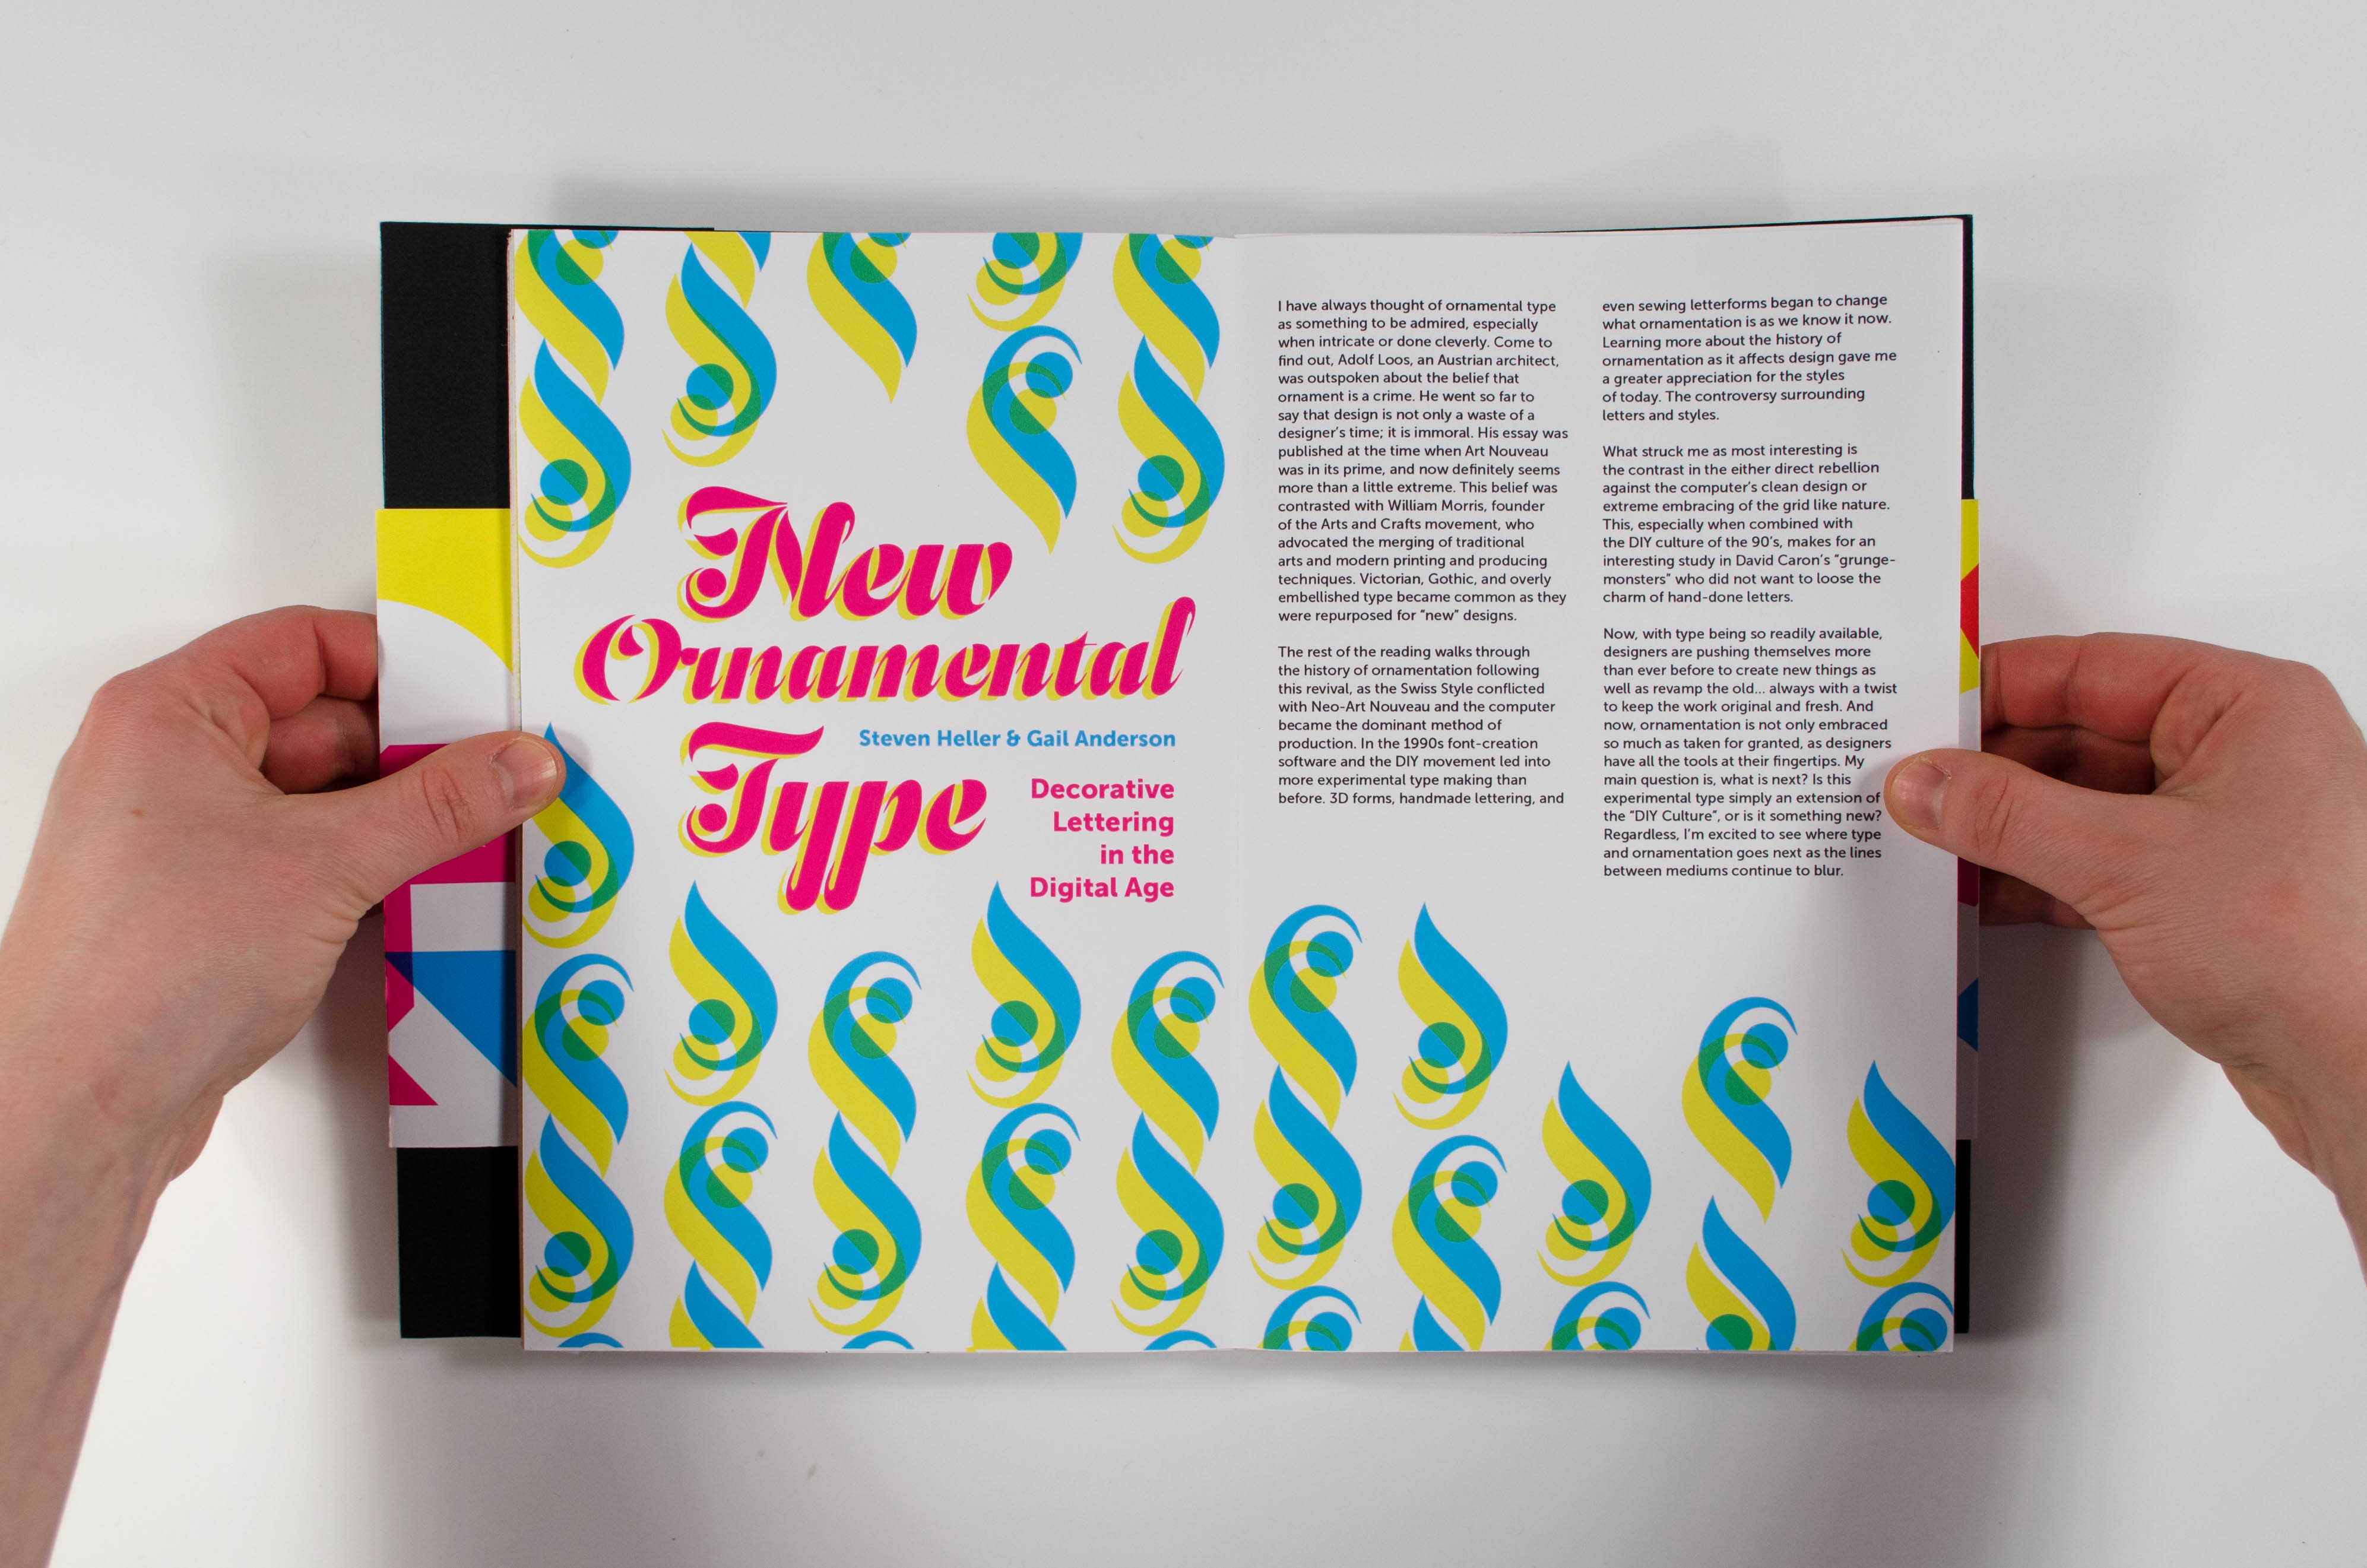 New
Ornamental
Type
Steven Heller & Gail Anderson
Decorative
Lettering
in the
Digital Age
I have always thought of ornamental type
as something to be admired, especially
when intricate or done cleverly. Come to
find out, Adolf Loos, an Austrian architect,
was outspoken about the belief that
ornament is a crime. He went so far to
say that design is not only a waste of a
designer's time; it is immoral. His essay was
published at the time when Art Nouveau
was in its prime, and now definitely seems
more than a little extreme. This belief was
contrasted with William Morris, founder
of the Arts and Crafts movement, who
advocated the merging of traditional
arts and modern printing and producing
techniques. Victorian, Gothic, and overly
embellished type became common as they
were repurposed for "new" designs.
The rest of the reading walks through
the history of ornamentation following
this revival, as the Swiss Style conflicted
with Neo-Art Nouveau and the computer
became the dominant method of
production. In the 1990s font-creation
software and the DIY movement led into
more experimental type making than
before. 3D forms, handmade lettering, and
even sewing letterforms began to change
what ornamentation is as we know it now.
Learning more about the history of
ornamentation as it affects design gave me
a greater appreciation for the styles
of today. The controversy surrounding
letters and styles.
What struck me as most interesting is
the contrast in the either direct rebellion
against the computer's clean design or
extreme embracing of the grid like nature.
This, especially when combined with
the DIY culture of the 90's, makes for an
interesting study in David Caron's "grunge-
monsters" who did not want to loose the
charm of hand-done letters.
Now, with type being so readily available,
designers are pushing themselves more
than ever before to create new things as
well as revamp the old... always with a twist
to keep the work original and fresh. And
now, ornamentation is not only embraced
so much as taken for granted, as designers
have all the tools at their fingertips. My
main question is, what is next? Is this
experimental type simply an extension of
the "DIY Culture", or is it something new?
Regardless, I'm excited to see where type
and ornamentation goes next as the lines
between mediums continue to blur.